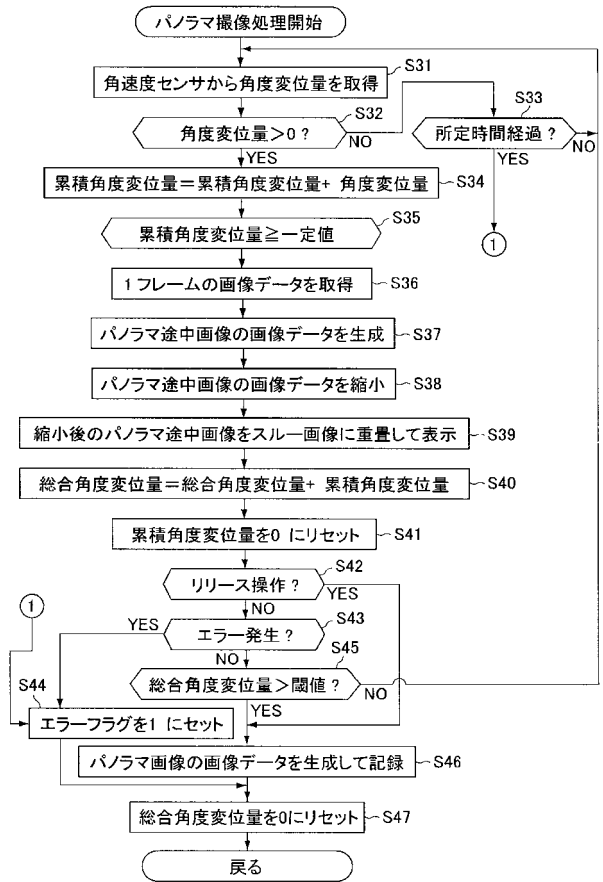 パノラマ撮像処理開始
S31
角速度センサから角度変位量を取得
S32
角度変位量＞0？
NO
YES
S33
所定時間経過？
YES
NO
累積角度変位量＝累積角度変位量+ 角度変位量
S34
S35
累積角度変位量≧一定値
1
1フレームの画像データを取得
S36
パノラマ途中画像の画像データを生成
S37
パノラマ途中画像の画像データを縮小
S38
縮小後のパノラマ途中画像をスルー画像に重畳して表示
S39
総合角度変位量＝総合角度変位量+ 累積角度変位量
S40
累積角度変位量を0 にリセット
S41
S42
リリース操作？
YES
NO
1
S43
YES
エラー発生？
NO
S45
総合角度変位量＞閾値？
NO
YES
S44
エラーフラグを1 にセット
パノラマ画像の画像データを生成して記録
S46
総合角度変位量を0にリセット
S47
戻る